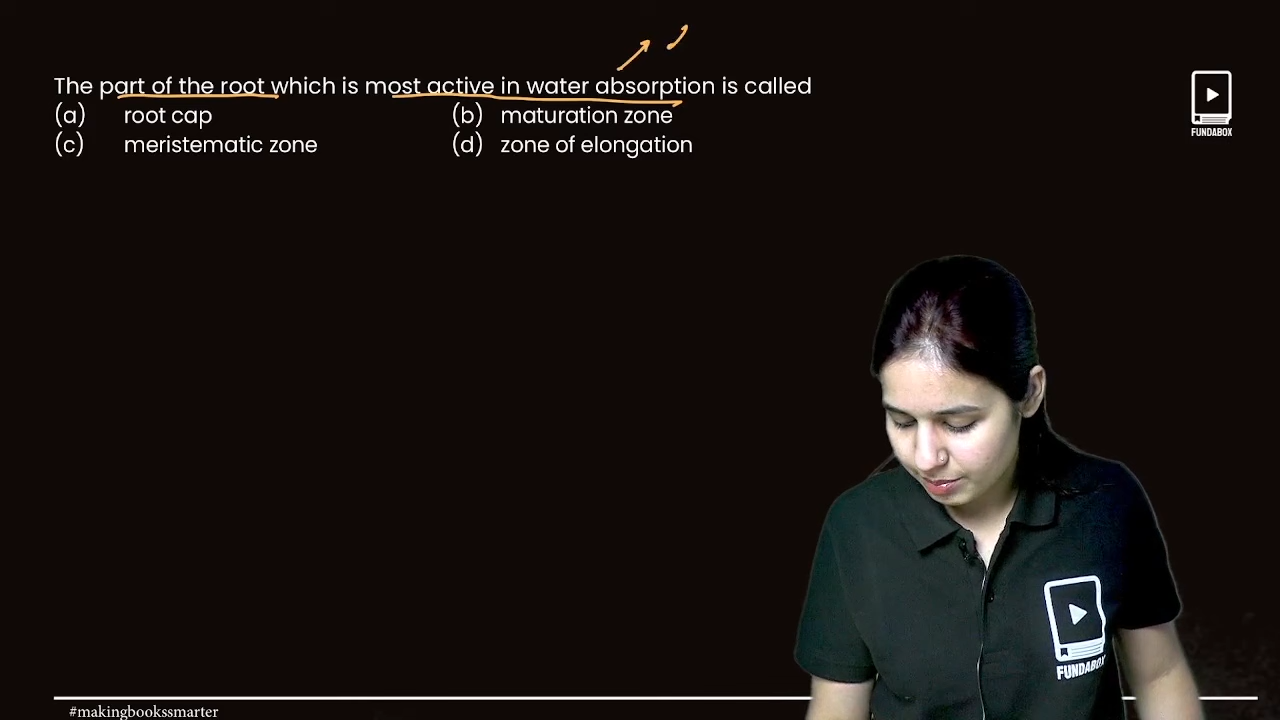 The part of the root which is most active in water absorption is called
(a) root cap (b) maturation zone
(c) meristematic zone (d) zone of elongation
FUNDABOX
FUNDABOX
#makingbookssmarter